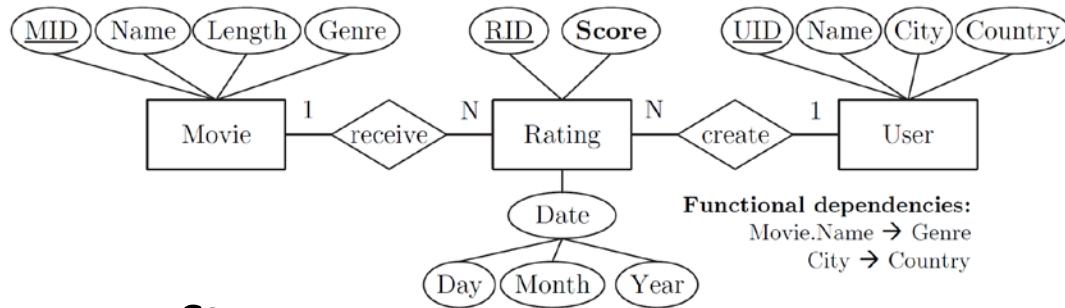 MID Name Length Genre RID Score UID Name City Country
1 N N 1
Movie receive Rating create User
Functional dependencies:
Date
Movie.Name → Genre
City → Country
Day Month Year